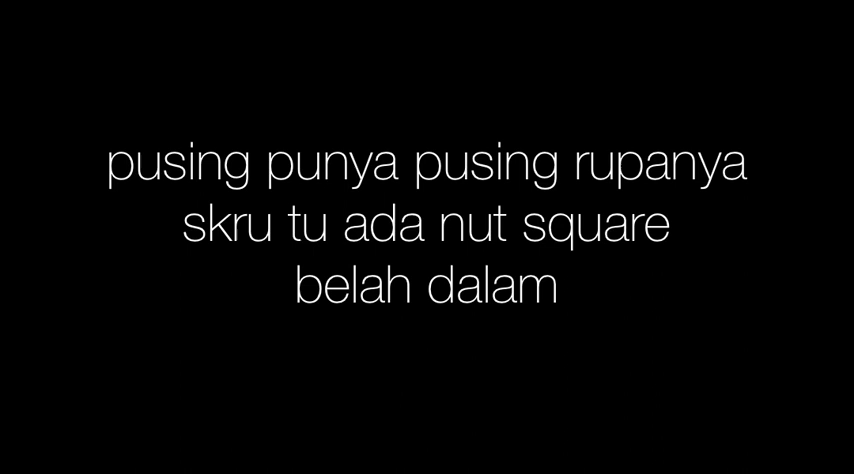 pusing punya pusing rupanya
skru tu ada nut square
belah dalam